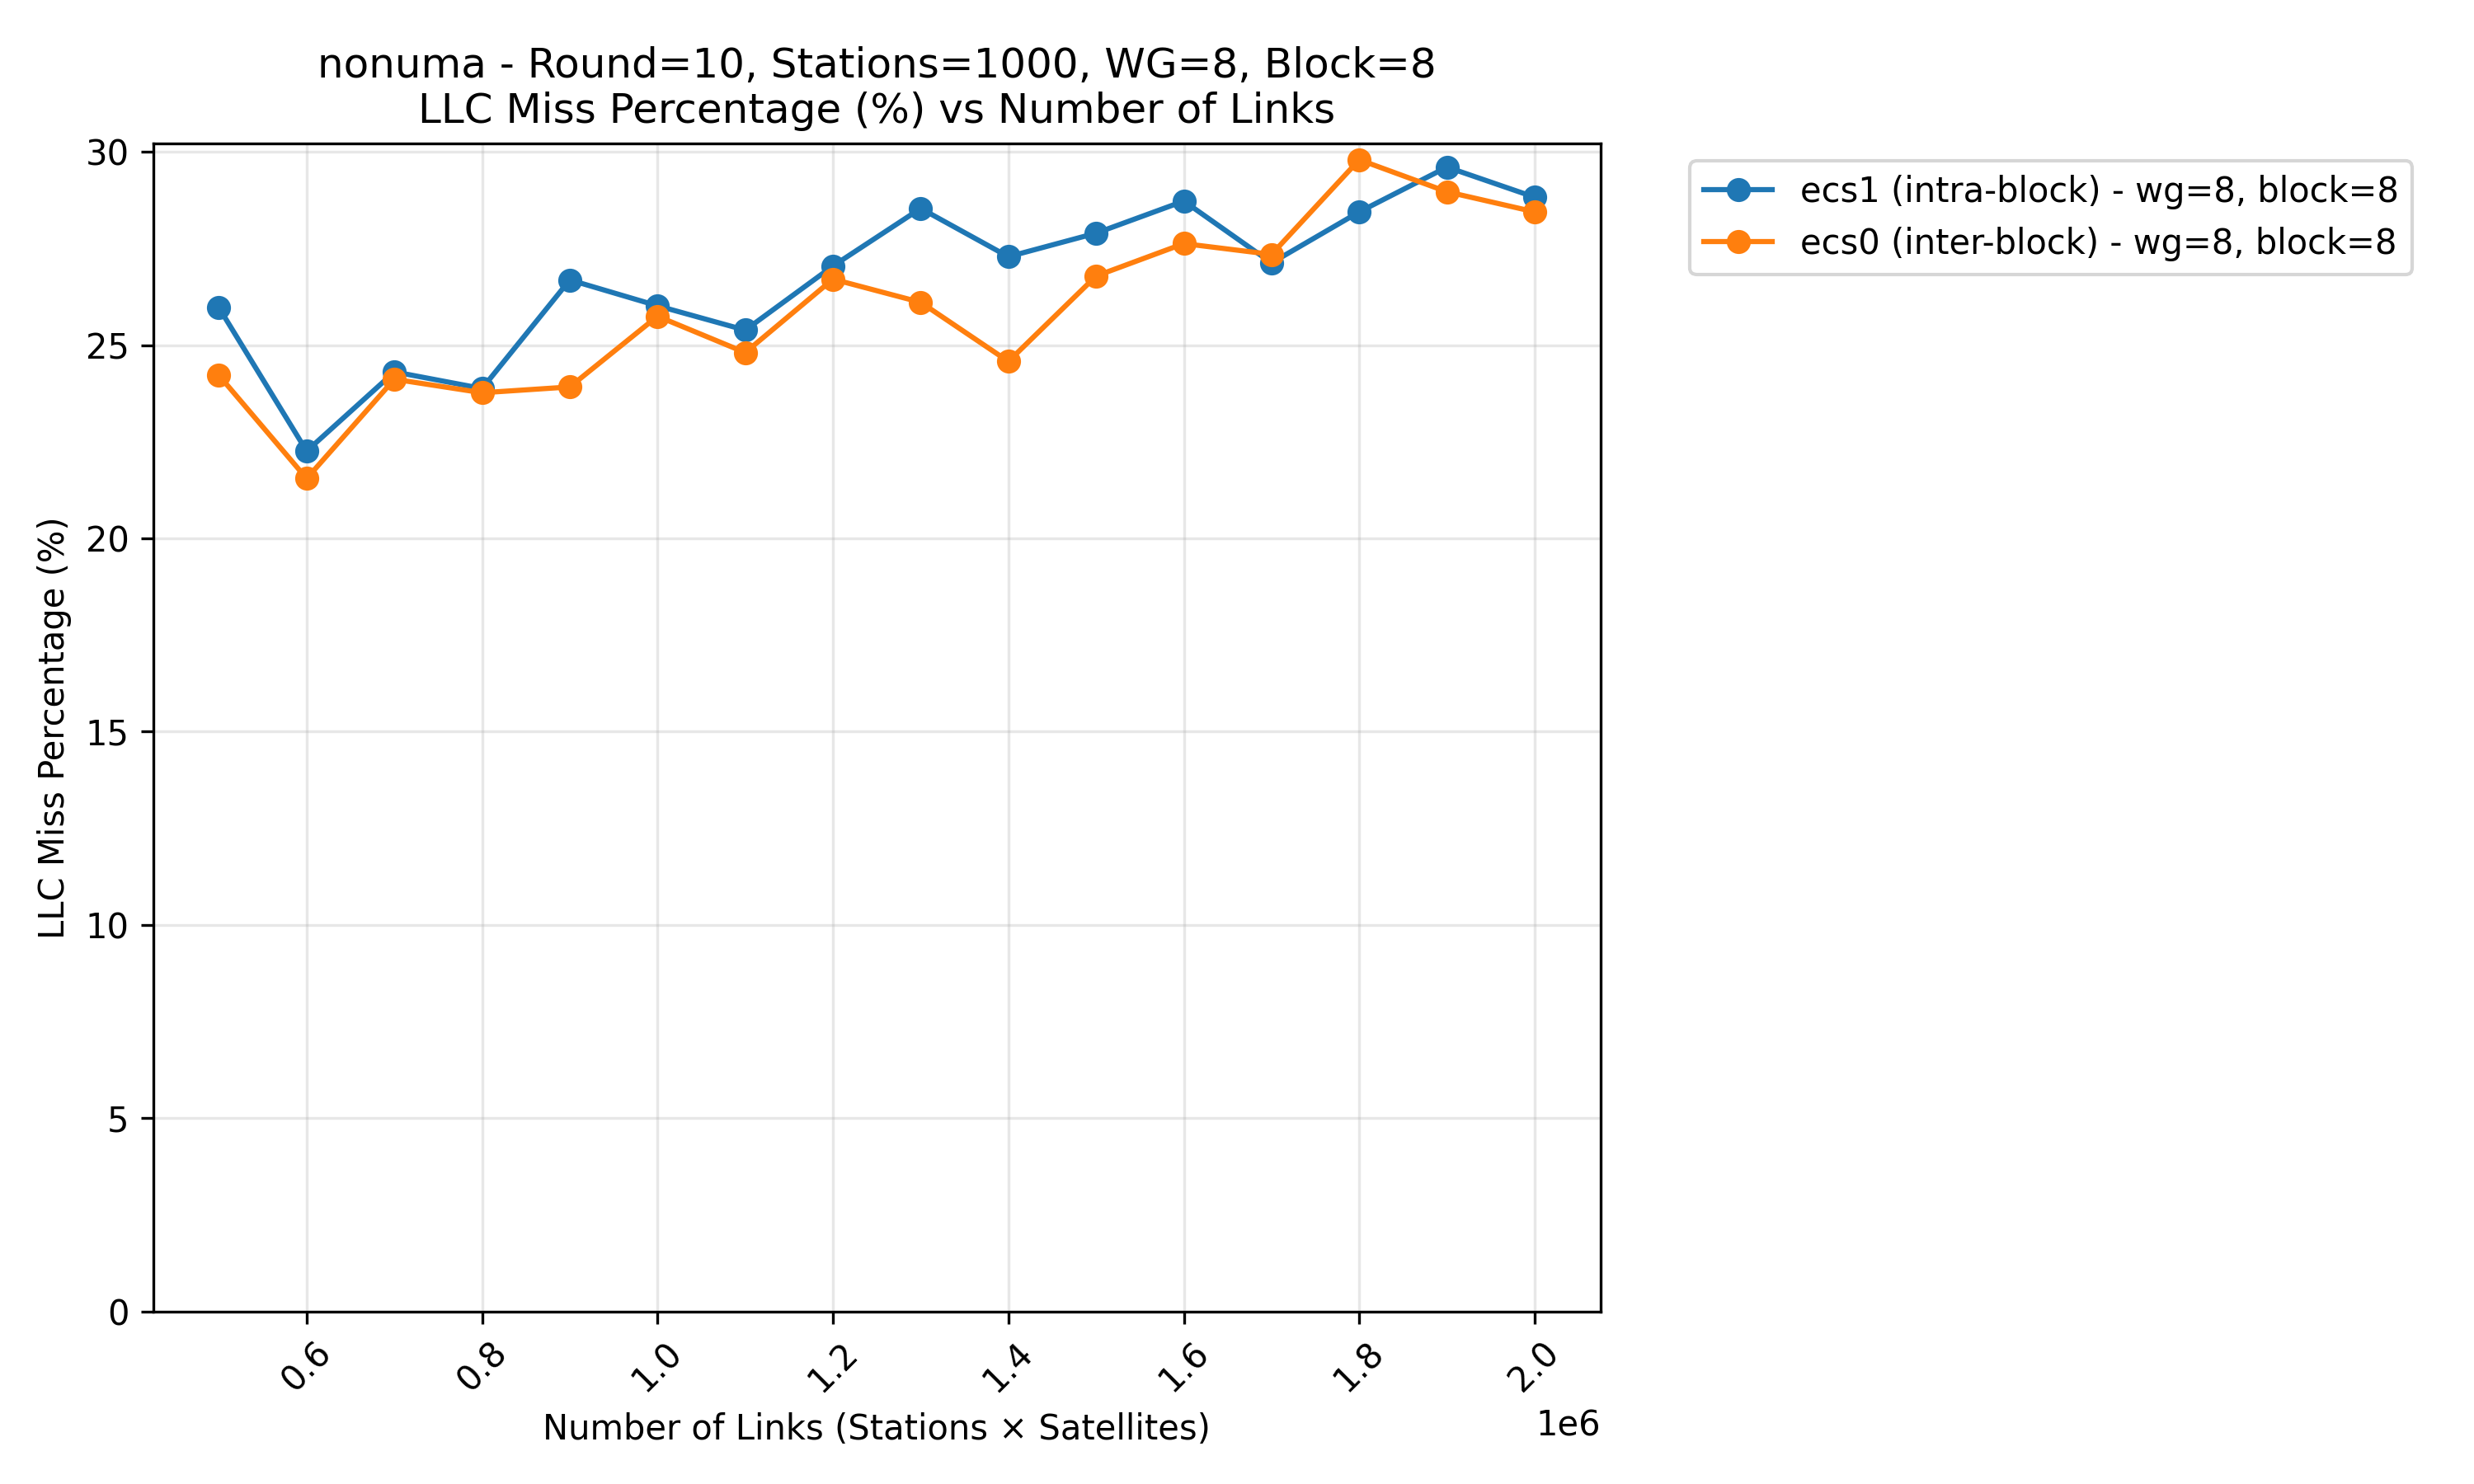 nonuma - Round=10, Stations=1000, WG=8, Block=8
LLC Miss Percentage (%) vs Number of Links
30
25
20
15
10
5
0
LLC Miss Percentage (%)
0.6
0.8
1.0
1.2
1.4
1.6
1.8
2.0
1e6
Number of Links (Stations × Satellites)
ecs1 (intra-block) - wg=8, block=8
ecs0 (inter-block) - wg=8, block=8